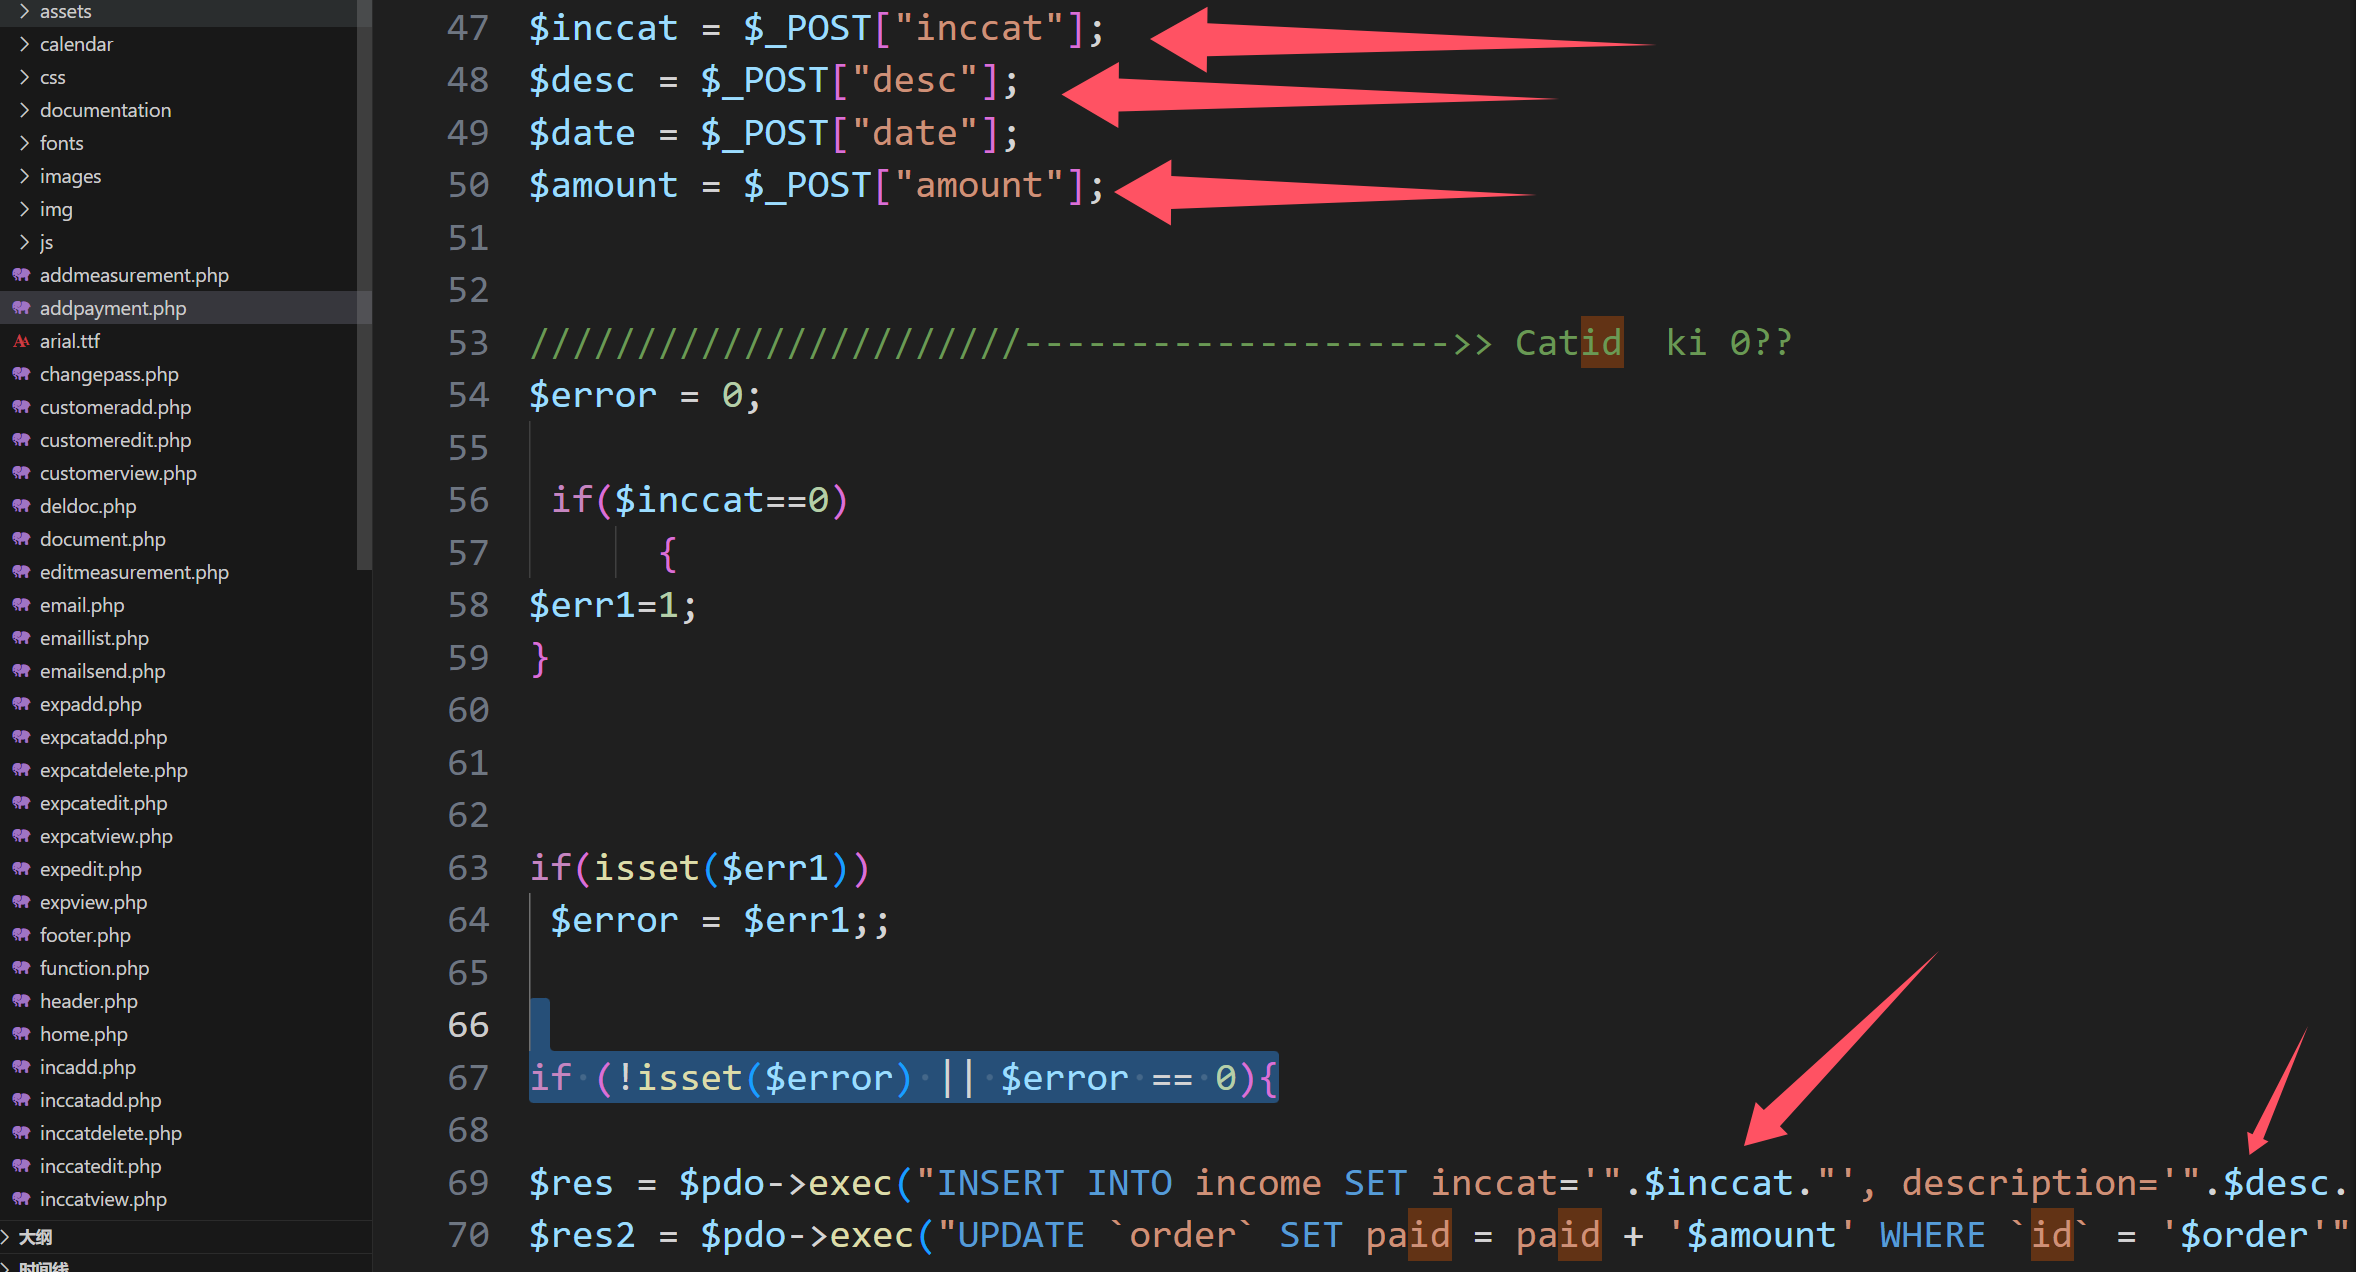 assets
calendar
css
documentation
fonts
images
img
js
addmeasurement.php
addpayment.php
arial.ttf
changepass.php
customeradd.php
customeredit.php
customerview.php
deldoc.php
document.php
editmeasurement.php
email.php
emaillist.php
emailsend.php
expadd.php
expcatadd.php
expcatdelete.php
expcatedit.php
expcatview.php
expedit.php
expview.php
footer.php
function.php
header.php
home.php
incadd.php
inccatadd.php
inccatdelete.php
inccatedit.php
inccatview.php
大纲
时间线
47 $inccat = $_POST["inccat"];
48 $desc = $_POST["desc"];
49 $date = $_POST["date"];
50 $amount = $_POST["amount"];
51
52
53 ///////////////////////-------------------->> Catid  ki 0??
54 $error = 0;
55
56 if($inccat==0)
57 {
58 $err1=1;
59 }
60
61
62
63 if(isset($err1))
64 $error = $err1;;
65
66
67 if (!isset($error) || $error == 0){
68
69 $res = $pdo->exec("INSERT INTO income SET inccat='".$inccat."', description='".$desc.
70 $res2 = $pdo->exec("UPDATE `order` SET paid = paid + '$amount' WHERE `id` = '$order'"